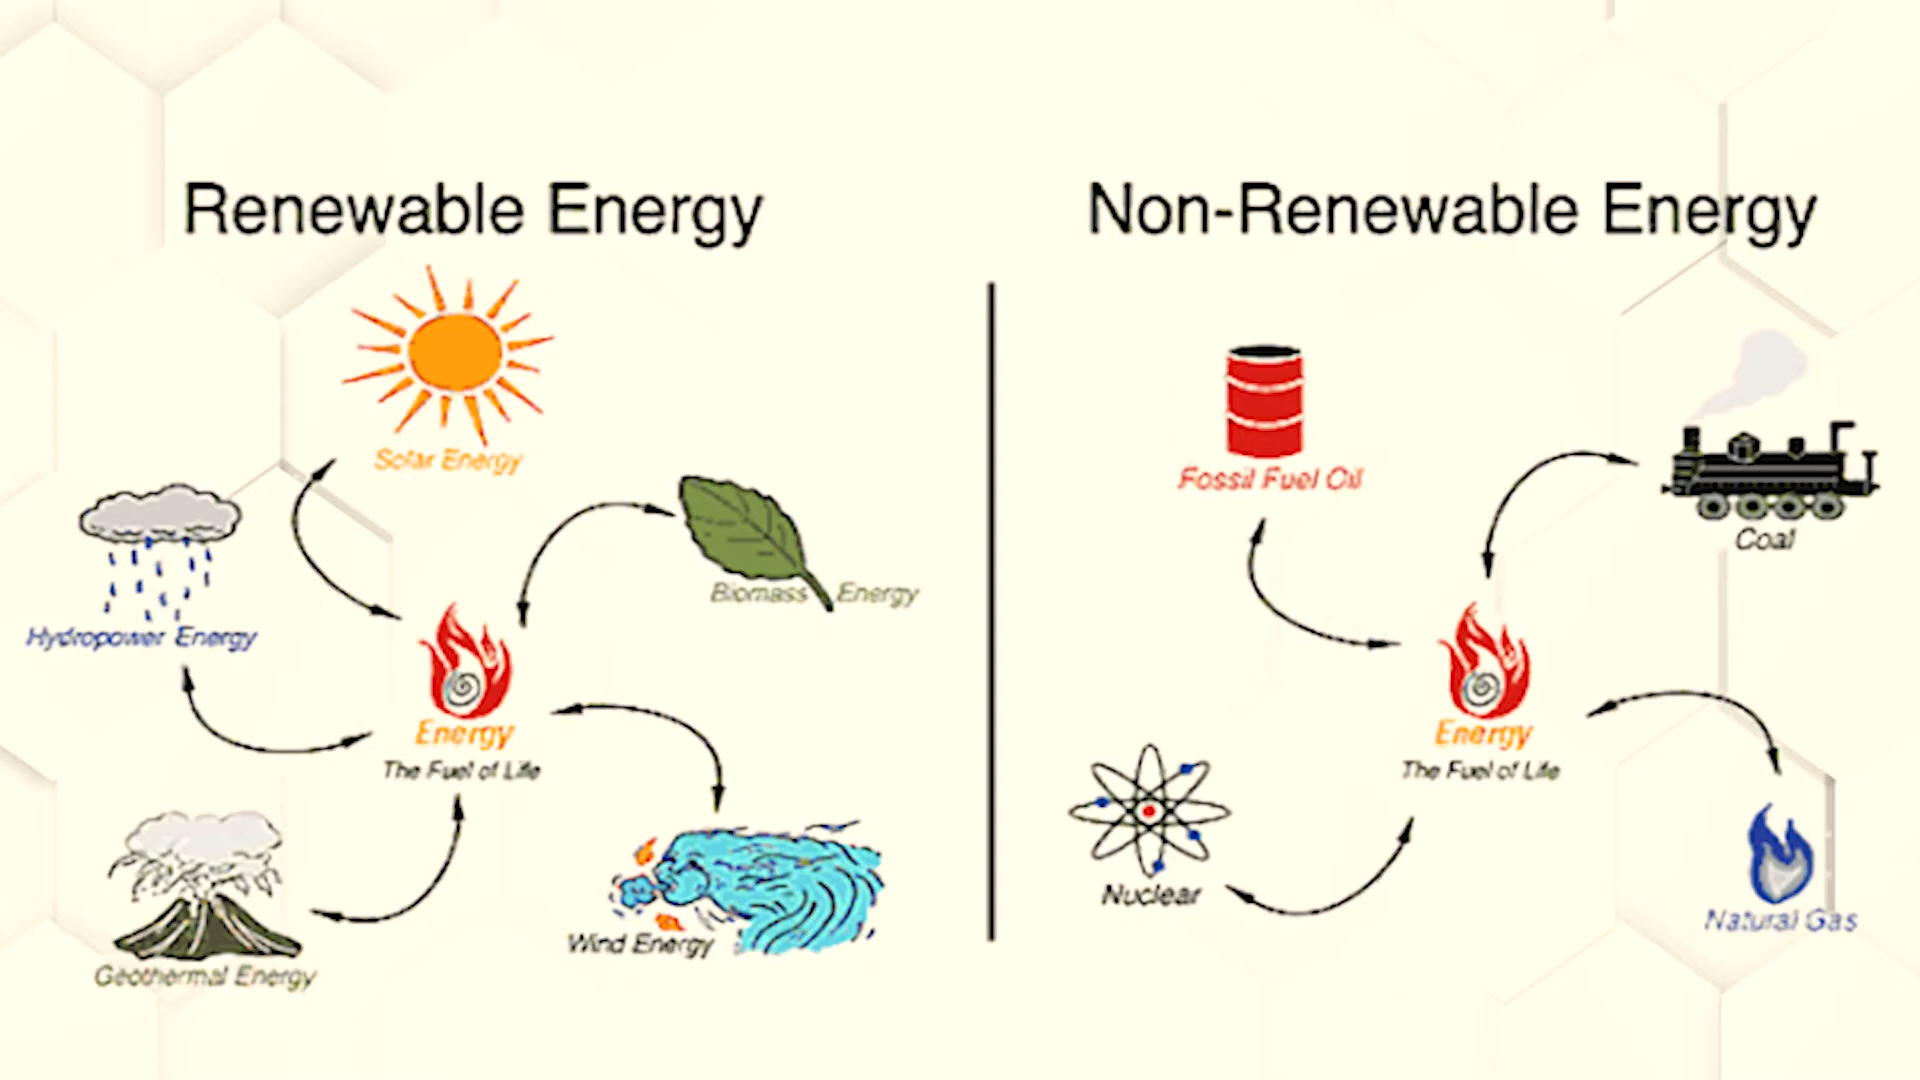 Renewable Energy
Solar Energy
Biomass Energy
Hydropower Energy
Energy
The Fuel of Life
Geothermal Energy
Wind Energy
Non-Renewable Energy
Fossil Fuel Oil
Coal
Energy
The Fuel of Life
Nuclear
Natural Gas